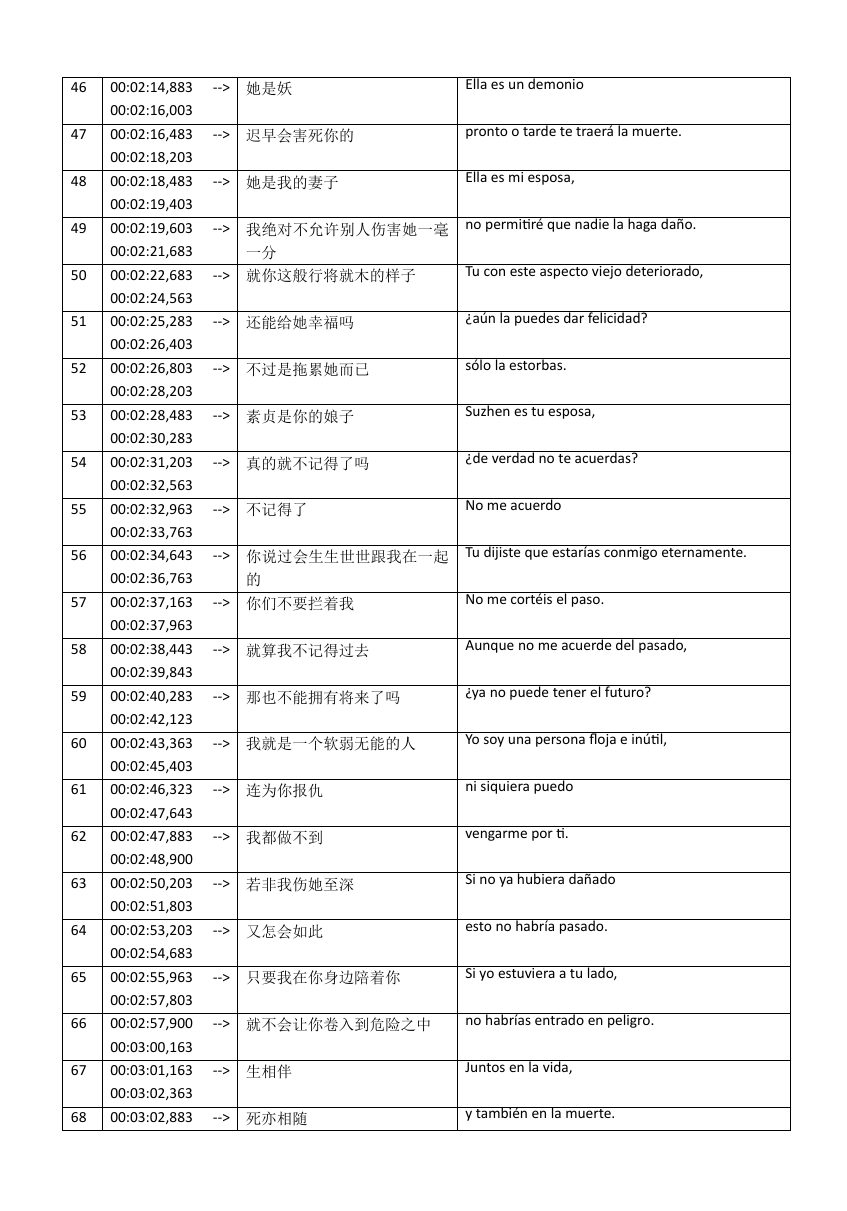 46 00:02:14,883 --> 她是妖 Ella es un demonio
00:02:16,003
47 00:02:16,483 --> 迟早会害死你的 pronto o tarde te traerá la muerte.
00:02:18,203
48 00:02:18,483 --> 她是我的妻子 Ella es mi esposa,
00:02:19,403
49 00:02:19,603 --> 我绝对不允许别人伤害她一毫 no permitiré que nadie la haga daño.
00:02:21,683 一分
50 00:02:22,683 --> 就你这般行将就木的样子 Tu con este aspecto viejo deteriorado,
00:02:24,563
51 00:02:25,283 --> 还能给她幸福吗 ¿aún la puedes dar felicidad?
00:02:26,403
52 00:02:26,803 --> 不过是拖累她而已 sólo la estorbas.
00:02:28,203
53 00:02:28,483 --> 素贞是你的娘子 Suzhen es tu esposa,
00:02:30,283
54 00:02:31,203 --> 真的就不记得了吗 ¿de verdad no te acuerdas?
00:02:32,563
55 00:02:32,963 --> 不记得了 No me acuerdo
00:02:33,763
56 00:02:34,643 --> 你说过会生生世世跟我在一起 Tu dijiste que estarías conmigo eternamente.
00:02:36,763 的
57 00:02:37,163 --> 你们不要拦着我 No me cortéis el paso.
00:02:37,963
58 00:02:38,443 --> 就算我不记得过去 Aunque no me acuerde del pasado,
00:02:39,843
59 00:02:40,283 --> 那也不能拥有将来了吗 ¿ya no puede tener el futuro?
00:02:42,123
60 00:02:43,363 --> 我就是一个软弱无能的人 Yo soy una persona floja e inútil,
00:02:45,403
61 00:02:46,323 --> 连为你报仇 ni siquiera puedo
00:02:47,643
62 00:02:47,883 --> 我都做不到 vengarme por ti.
00:02:48,900
63 00:02:50,203 --> 若非我伤她至深 Si no ya hubiera dañado
00:02:51,803
64 00:02:53,203 --> 又怎会如此 esto no habría pasado.
00:02:54,683
65 00:02:55,963 --> 只要我在你身边陪着你 Si yo estuviera a tu lado,
00:02:57,803
66 00:02:57,900 --> 就不会让你卷入到危险之中 no habrías entrado en peligro.
00:03:00,163
67 00:03:01,163 --> 生相伴 Juntos en la vida,
00:03:02,363
68 00:03:02,883 --> 死亦相随 y también en la muerte.